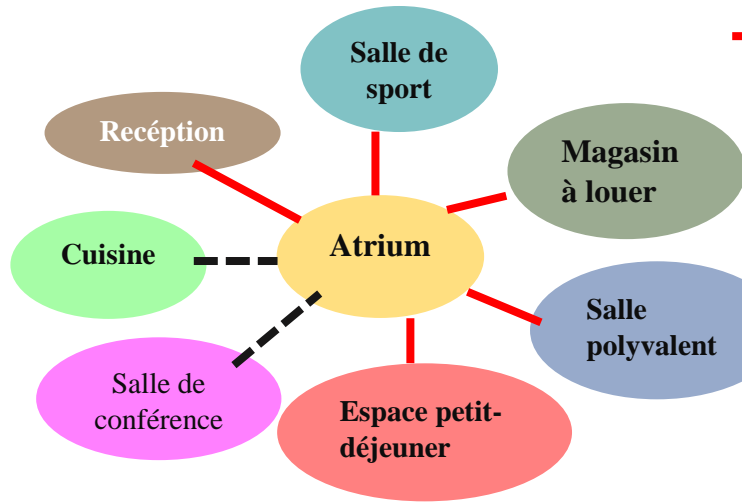 Salle de
sport
Recéption
Magasin
à louer
Cuisine
Atrium
Salle
polyvalent
Salle de
conférence
Espace petit-
déjeuner